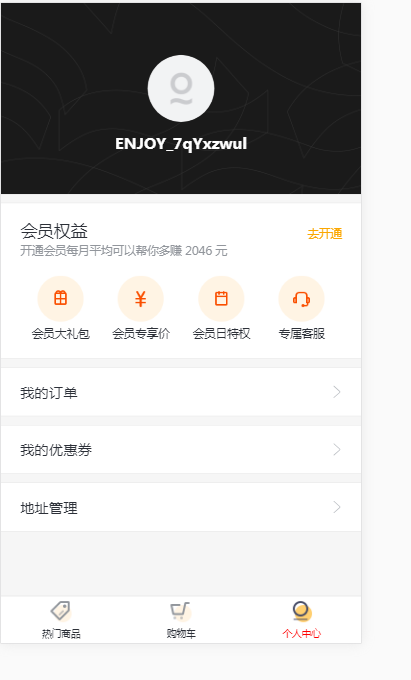 ENJOY_7qYxzwul
会员权益
去开通
开通会员每月平均可以帮你多赚 2046 元
会员大礼包 会员专享价 会员日特权 专属客服
我的订单
我的优惠券
地址管理
热门商品 购物车 个人中心